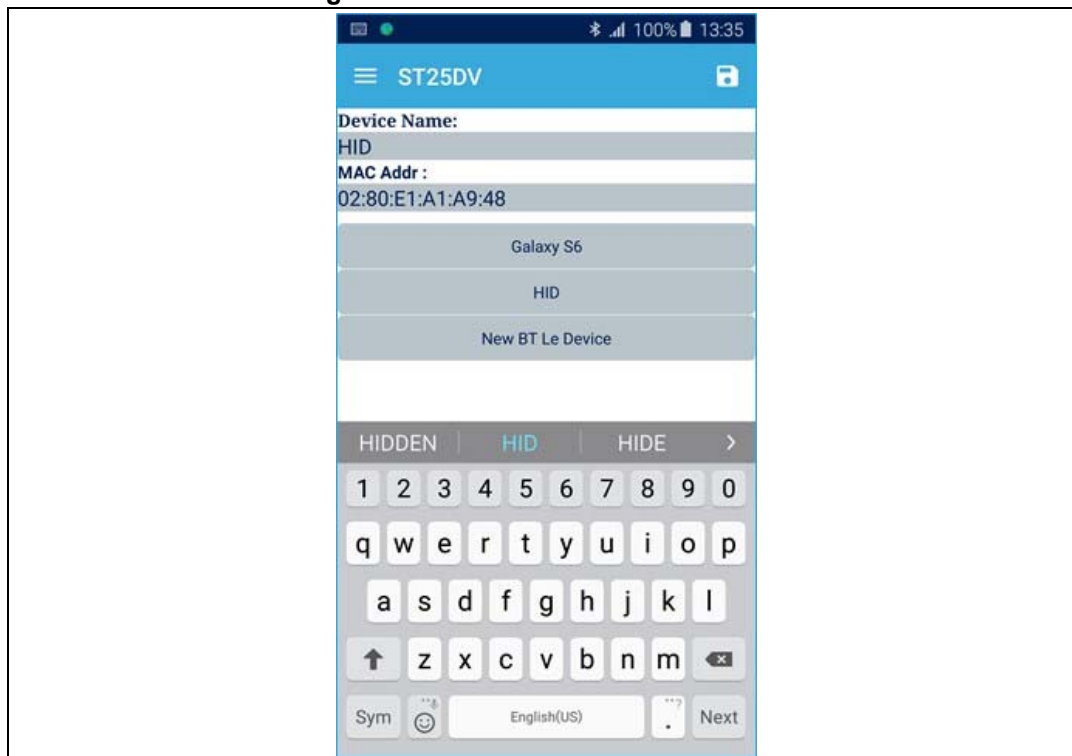 100% 13:35
ST25DV
Device Name:
HID
MAC Addr :
02:80:E1:A1:A9:48
Galaxy S6
HID
New BT Le Device
HIDDEN HID HIDE >
1 2 3 4 5 6 7 8 9 0
q w e r t y u i o p
a s d f g h j k l
z x c v b n m
Sym English(US) . Next